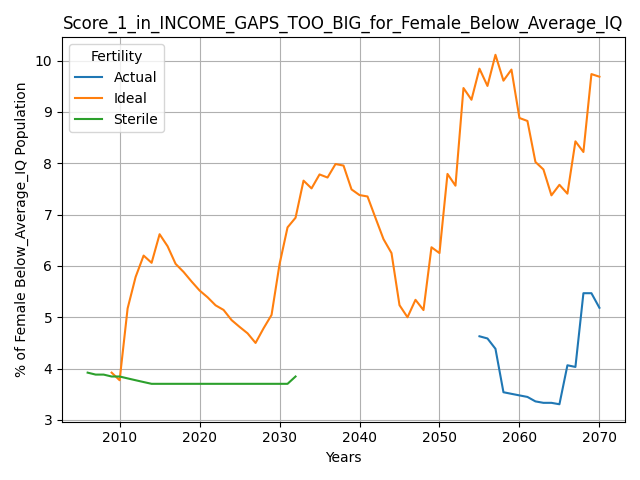 Score_1_in_INCOME_GAPS_TOO_BIG_for_Female_Below_Average_IQ
Fertility
Actual
Ideal
Sterile
% of Female Below_Average_IQ Population
10
9
8
7
6
5
4
3
2010 2020 2030 2040 2050 2060 2070
Years